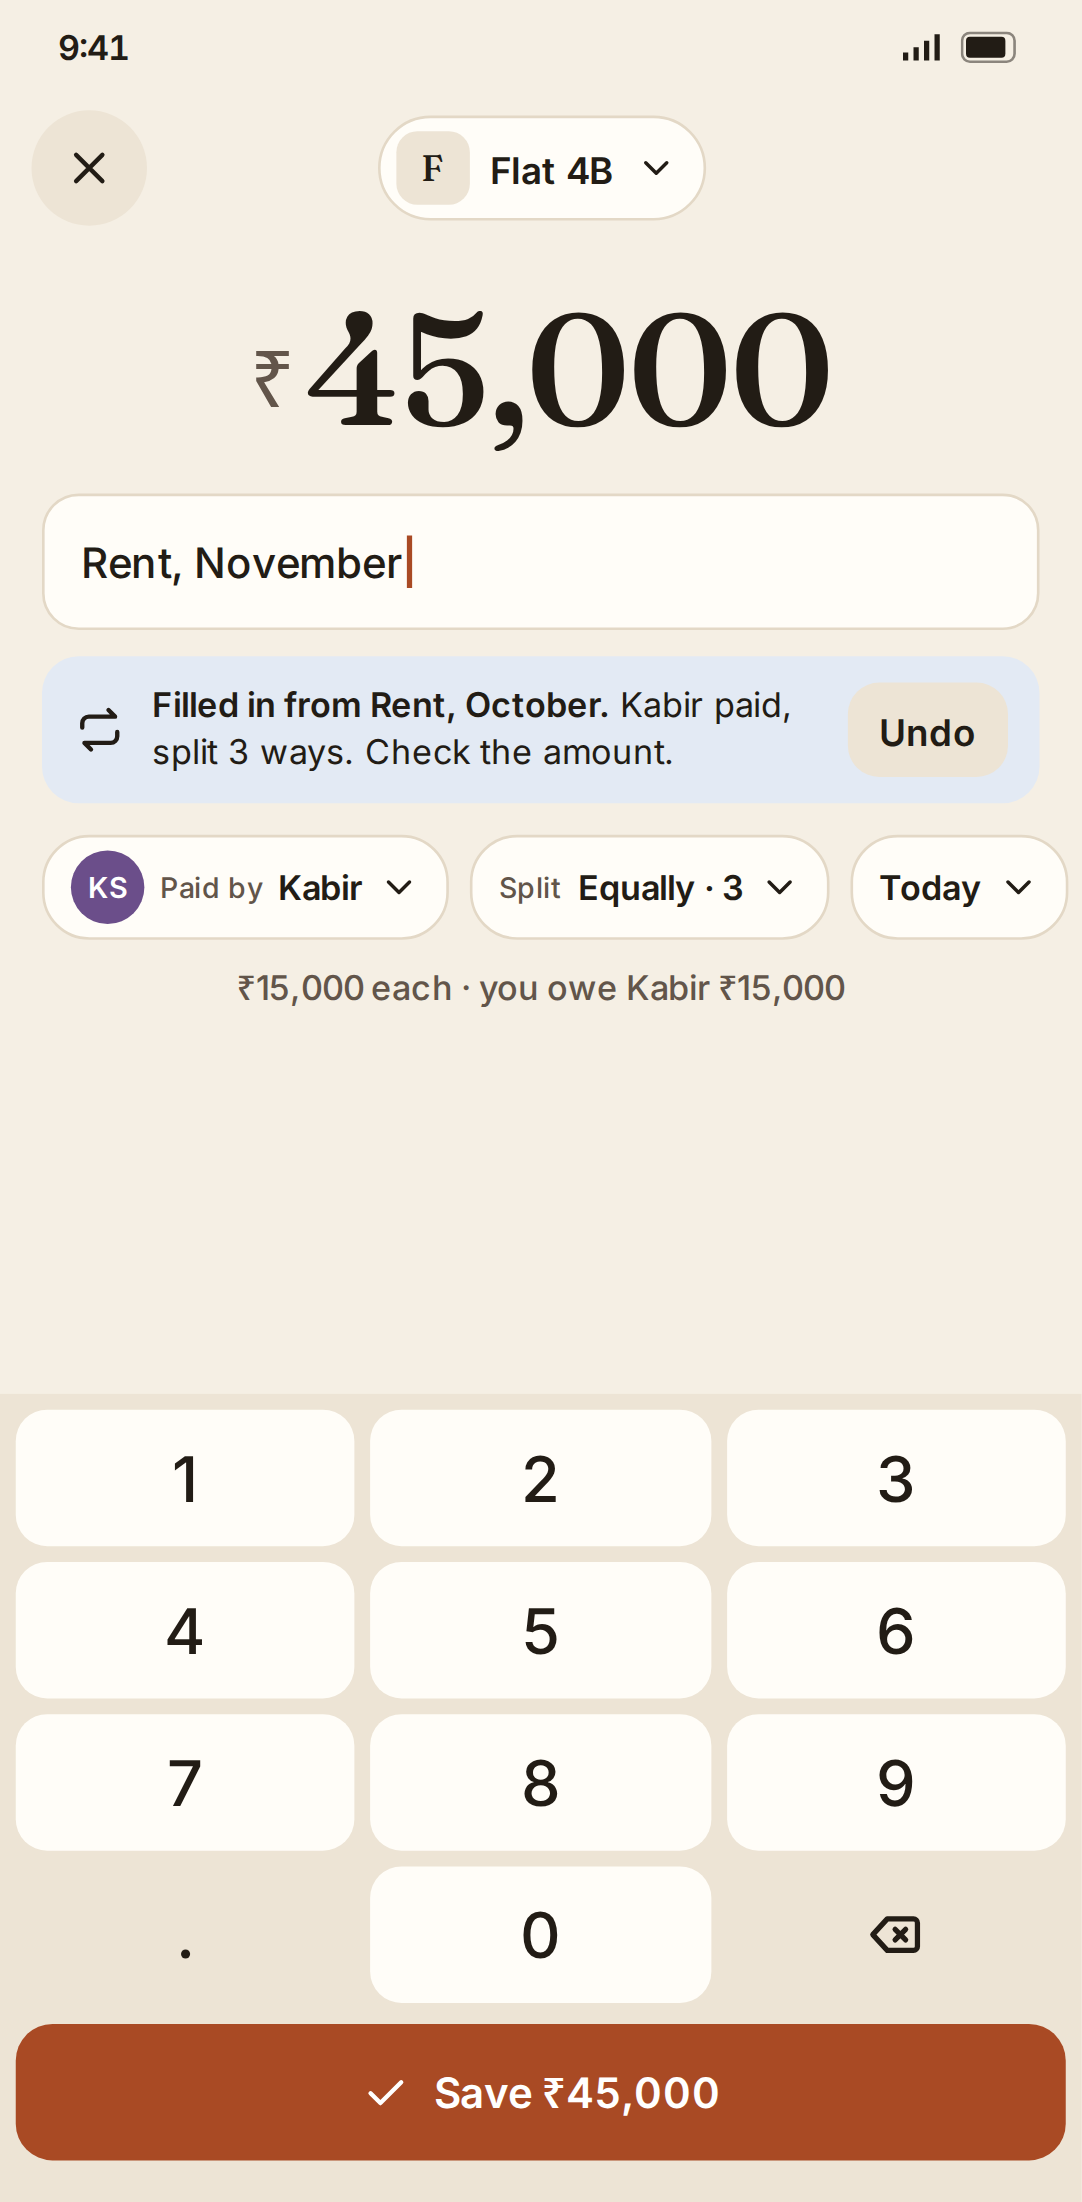 9:41
F Flat 4B
₹45,000
Rent, November
Filled in from Rent, October. Kabir paid,
split 3 ways. Check the amount.
Undo
KS Paid by Kabir
Split Equally · 3
Today
₹15,000 each · you owe Kabir ₹15,000
1 2 3
4 5 6
7 8 9
. 0
Save ₹45,000